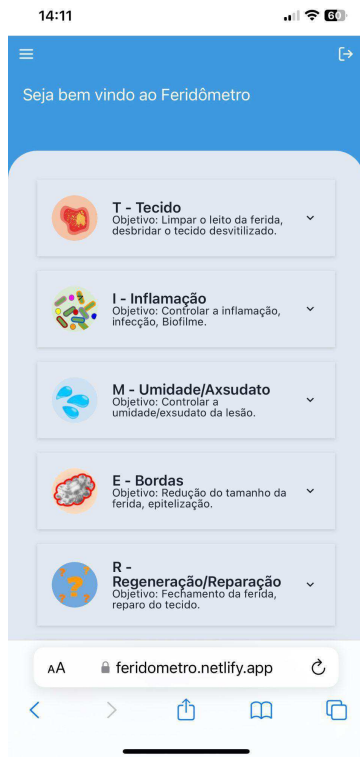 14:11
60
Seja bem vindo ao Feridômetro
T - Tecido
Objetivo: Limpar o leito da ferida,
desbridar o tecido desvitilizado.
I - Inflamação
Objetivo: Controlar a inflamação,
infecção, Biofilme.
M - Umidade/Axsudato
Objetivo: Controlar a
umidade/exsudato da lesão.
E - Bordas
Objetivo: Redução do tamanho da
ferida, epitelização.
?
R -
Regeneração/Reparação
Objetivo: Fechamento da ferida,
reparo do tecido.
AA feridometro.netlify.app